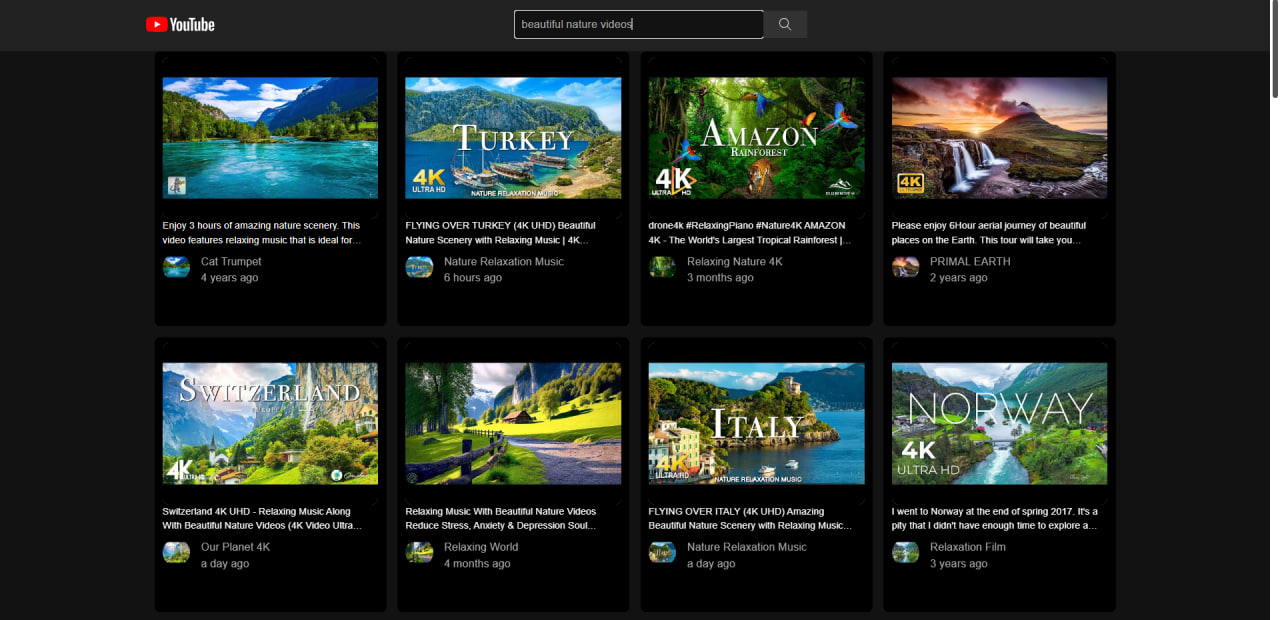 YouTube
beautiful nature videos
TURKEY
4K
ULTRA HD
NATURE RELAXATION MUSIC
AMAZON
RAINFOREST
4K
ULTRA HD
4K
ULTRA HD
Enjoy 3 hours of amazing nature scenery. This
video features relaxing music that is ideal for...
Cat Trumpet
4 years ago
FLYING OVER TURKEY (4K UHD) Beautiful
Nature Scenery with Relaxing Music | 4K...
Nature Relaxation Music
6 hours ago
drone4k #RelaxingPiano #Nature4K AMAZON
4K - The World's Largest Tropical Rainforest |...
Relaxing Nature 4K
3 months ago
Please enjoy 6Hour aerial journey of beautiful
places on the Earth. This tour will take you...
PRIMAL EARTH
2 years ago
SWITZERLAND
EUROPE
4K
ULTRA HD
ITALY
4K
ULTRA HD
NATURE RELAXATION MUSIC
NORWAY
4K
ULTRA HD
Switzerland 4K UHD - Relaxing Music Along
With Beautiful Nature Videos (4K Video Ultra...
Our Planet 4K
a day ago
Relaxing Music With Beautiful Nature Videos
Reduce Stress, Anxiety & Depression Soul...
Relaxing World
4 months ago
FLYING OVER ITALY (4K UHD) Amazing
Beautiful Nature Scenery with Relaxing Music...
Nature Relaxation Music
a day ago
I went to Norway at the end of spring 2017. It's a
pity that I didn't have enough time to explore a...
Relaxation Film
3 years ago